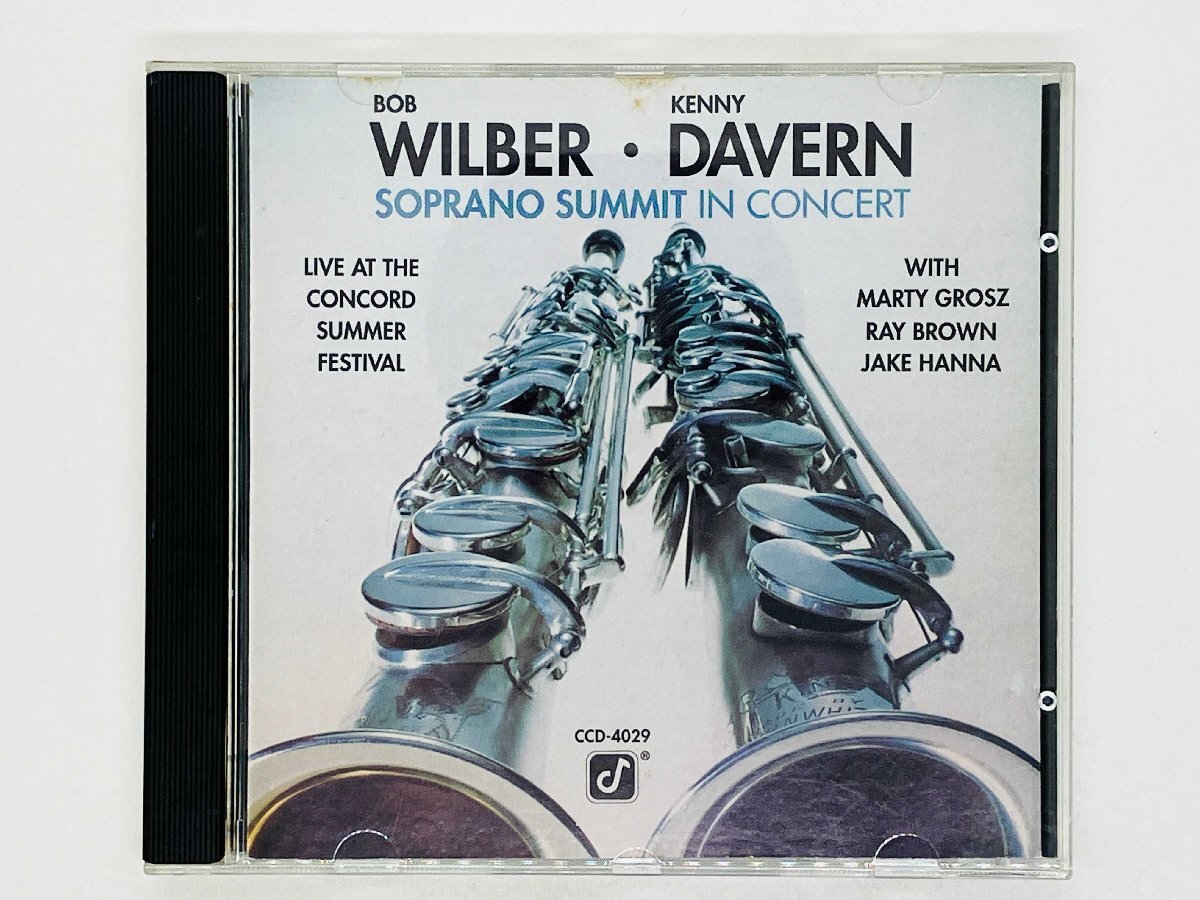 BOB KENNY
WILBER • DAVERN
SOPRANO SUMMIT IN CONCERT
LIVE AT THE
CONCORD
SUMMER
FESTIVAL
WITH
MARTY GROSZ
RAY BROWN
JAKE HANNA
CCD-4029
®